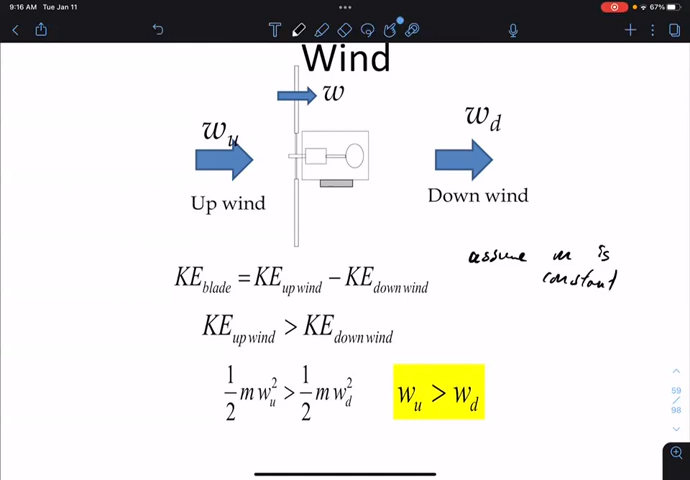 9:16 AM Tue Jan 11
67%
Wind
w
w_u
w_d
Up wind
Down wind
assume m is
constant
KE_blade = KE_up wind − KE_down wind
KE_up wind > KE_down wind
1/2 m w_u^2 > 1/2 m w_d^2
w_u > w_d
59
/
98